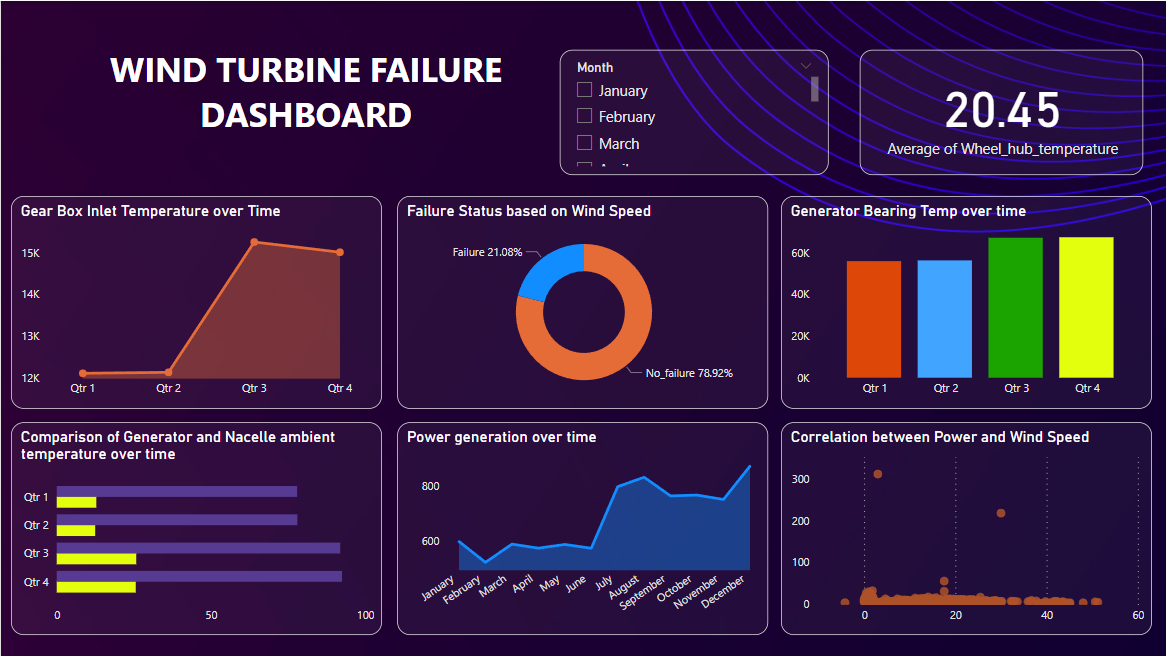 WIND TURBINE FAILURE
DASHBOARD
Month
January
February
March
20.45
Average of Wheel_hub_temperature
Gear Box Inlet Temperature over Time
15K
14K
13K
12K
Qtr 1
Qtr 2
Qtr 3
Qtr 4
Failure Status based on Wind Speed
Failure 21.08%
No_failure 78.92%
Generator Bearing Temp over time
60K
40K
20K
0K
Qtr 1
Qtr 2
Qtr 3
Qtr 4
Comparison of Generator and Nacelle ambient
temperature over time
Qtr 1
Qtr 2
Qtr 3
Qtr 4
0
50
100
Power generation over time
800
600
January
February
March
April
May
June
July
August
September
October
November
December
Correlation between Power and Wind Speed
300
200
100
0
0
20
40
60